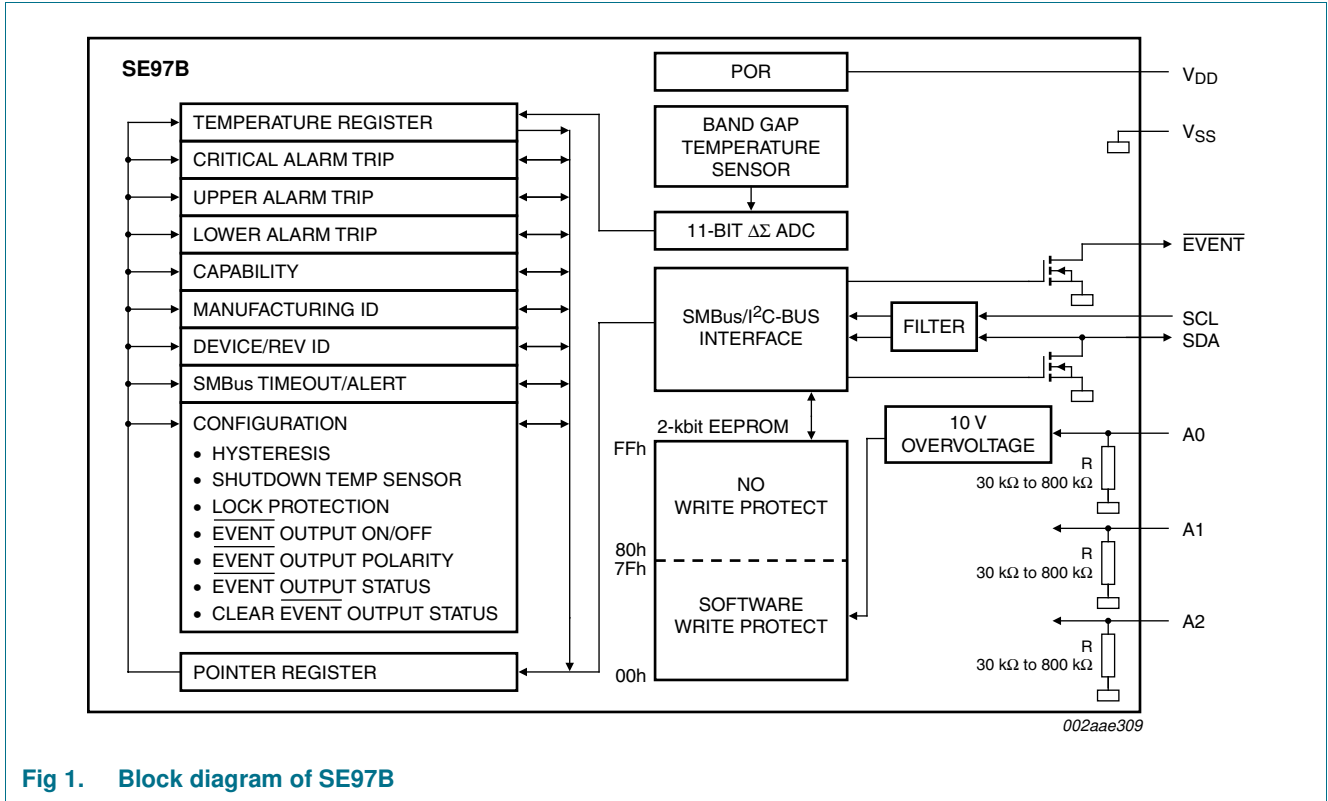 SE97B
TEMPERATURE REGISTER
CRITICAL ALARM TRIP
UPPER ALARM TRIP
LOWER ALARM TRIP
CAPABILITY
MANUFACTURING ID
DEVICE/REV ID
SMBus TIMEOUT/ALERT
CONFIGURATION
• HYSTERESIS
• SHUTDOWN TEMP SENSOR
• LOCK PROTECTION
• E̅V̅E̅N̅T̅ OUTPUT ON/OFF
• E̅V̅E̅N̅T̅ OUTPUT POLARITY
• E̅V̅E̅N̅T̅ OUTPUT STATUS
• CLEAR E̅V̅E̅N̅T̅ OUTPUT STATUS
POINTER REGISTER
POR
BAND GAP
TEMPERATURE
SENSOR
11-BIT ΔΣ ADC
SMBus/I²C-BUS
INTERFACE
FILTER
2-kbit EEPROM
FFh
NO
WRITE PROTECT
80h
7Fh
SOFTWARE
WRITE PROTECT
00h
10 V
OVERVOLTAGE
R
30 kΩ to 800 kΩ
R
30 kΩ to 800 kΩ
R
30 kΩ to 800 kΩ
VDD
VSS
E̅V̅E̅N̅T̅
SCL
SDA
A0
A1
A2
002aae309
Fig 1. Block diagram of SE97B